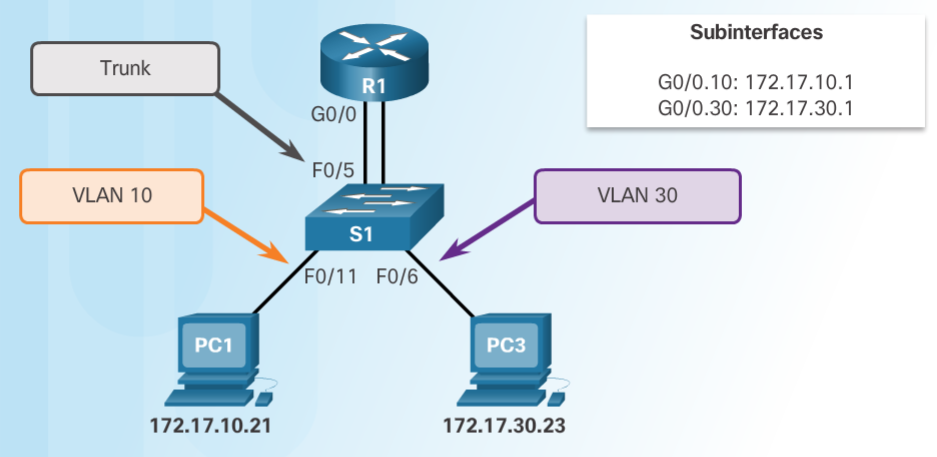 Subinterfaces
G0/0.10: 172.17.10.1
G0/0.30: 172.17.30.1
Trunk
R1
G0/0
F0/5
VLAN 10
VLAN 30
S1
F0/11
F0/6
PC1
PC3
172.17.10.21
172.17.30.23